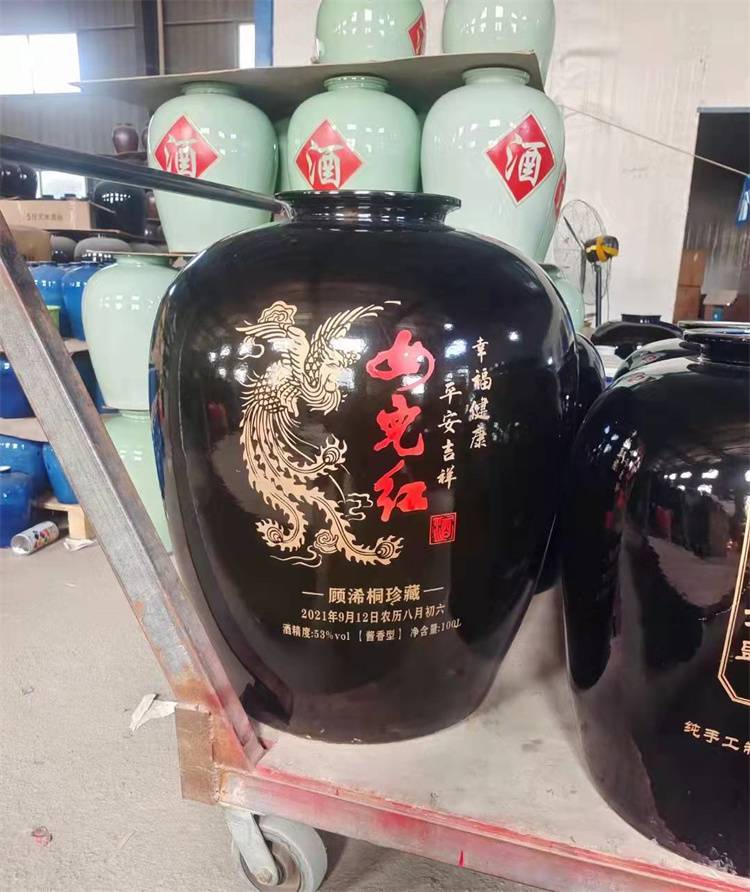 酒
酒
酒
女儿红
幸福健康
平安吉祥
酒
顾浠桐珍藏
2021年9月12日农历八月初六
酒精度:53%vol 【酱香型】 净含量:100L
纯手工